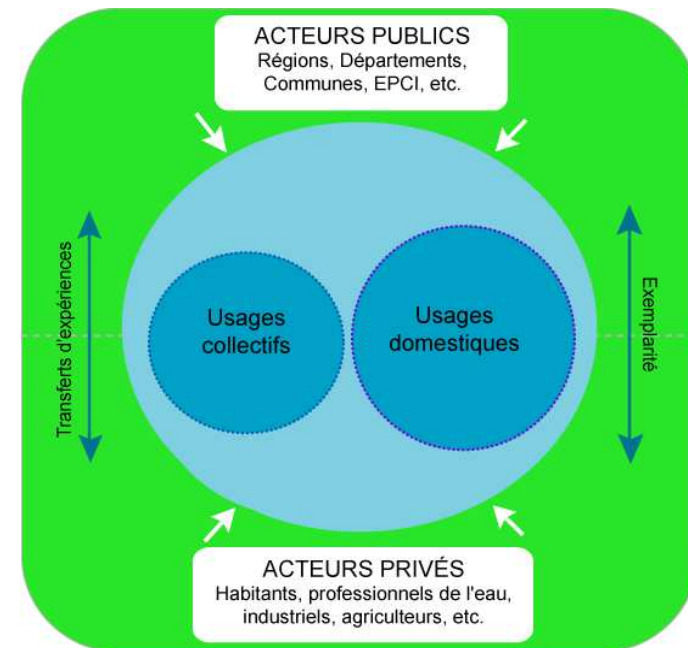 ACTEURS PUBLICS
Régions, Départements,
Communes, EPCI, etc.
Transferts d'expériences
Usages
collectifs
Usages
domestiques
Exemplarité
ACTEURS PRIVÉS
Habitants, professionnels de l'eau,
industriels, agriculteurs, etc.